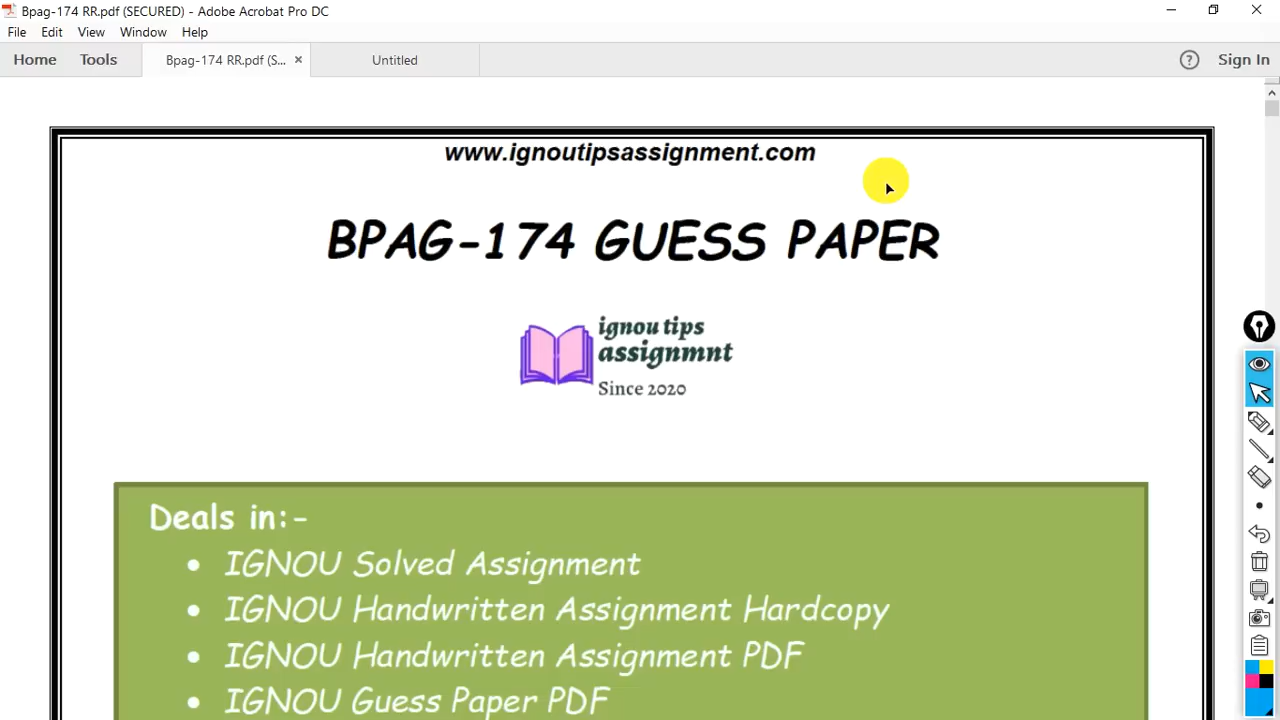 Bpag-174 RR.pdf (SECURED) - Adobe Acrobat Pro DC
File Edit View Window Help
Home Tools Bpag-174 RR.pdf (S... × Untitled ? Sign In
www.ignoutipsassignment.com
BPAG-174 GUESS PAPER
ignou tips
assignmnt
Since 2020
Deals in:-
• IGNOU Solved Assignment
• IGNOU Handwritten Assignment Hardcopy
• IGNOU Handwritten Assignment PDF
• IGNOU Guess Paper PDF